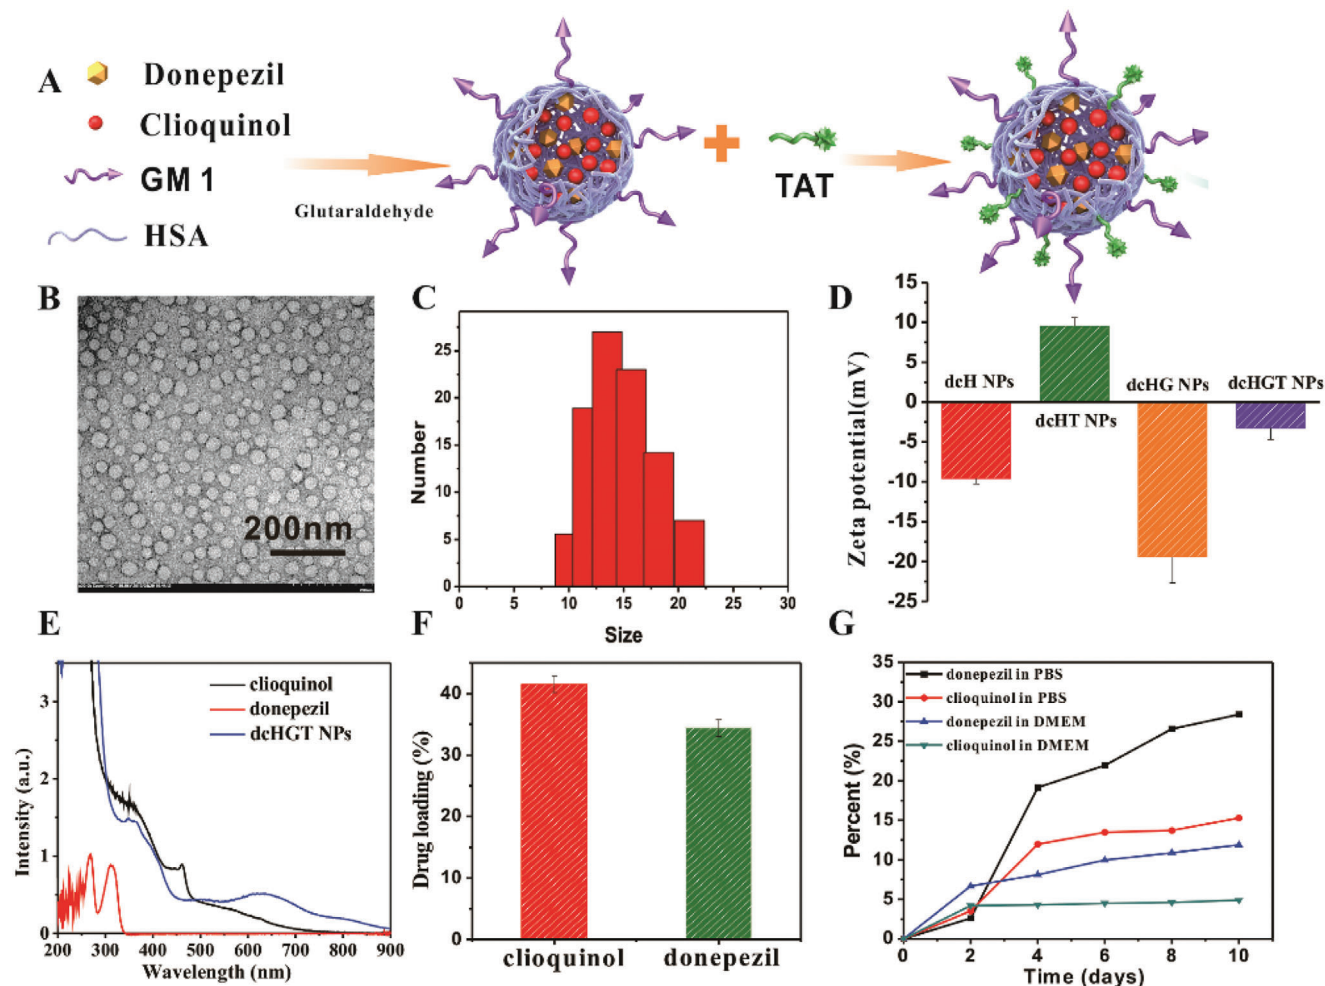 A
Donepezil
Clioquinol
GM 1
HSA
Glutaraldehyde
TAT
B
200nm
C
Number
25
20
15
10
5
0
0 5 10 15 20 25 30
Size
D
Zeta potential(mV)
15
10
5
0
-5
-10
-15
-20
-25
dcH NPs
dcHT NPs
dcHG NPs
dcHGT NPs
E
Intensity (a.u.)
3
2
1
0
clioquinol
donepezil
dcHGT NPs
200 300 400 500 600 700 800 900
Wavelength (nm)
F
Drug loading (%)
40
30
20
10
0
clioquinol donepezil
G
Percent (%)
35
30
25
20
15
10
5
0
donepezil in PBS
clioquinol in PBS
donepezil in DMEM
clioquinol in DMEM
0 2 4 6 8 10
Time (days)